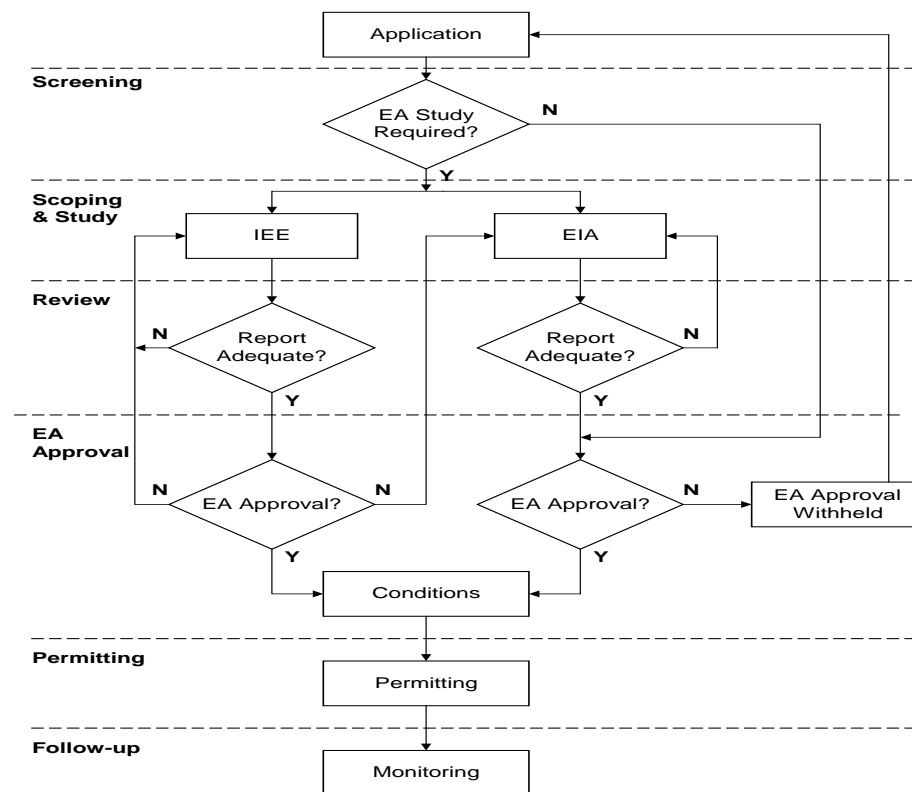 Application
Screening
EA Study
Required?
N
Y
Scoping
& Study
IEE
EIA
Review
Report
Adequate?
N
Y
Report
Adequate?
N
Y
EA
Approval
N
EA Approval?
N
Y
EA Approval?
N
Y
EA Approval
Withheld
Conditions
Permitting
Permitting
Follow-up
Monitoring